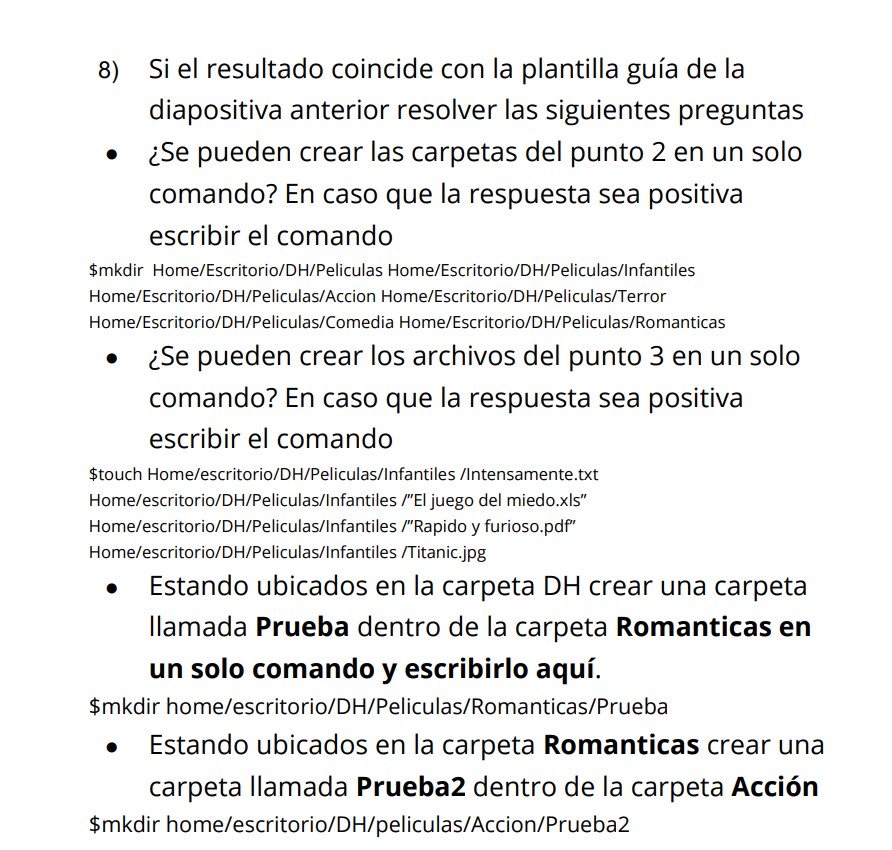 8) Si el resultado coincide con la plantilla guía de la
diapositiva anterior resolver las siguientes preguntas
● ¿Se pueden crear las carpetas del punto 2 en un solo
comando? En caso que la respuesta sea positiva
escribir el comando
$mkdir  Home/Escritorio/DH/Peliculas Home/Escritorio/DH/Peliculas/Infantiles
Home/Escritorio/DH/Peliculas/Accion Home/Escritorio/DH/Peliculas/Terror
Home/Escritorio/DH/Peliculas/Comedia Home/Escritorio/DH/Peliculas/Romanticas
● ¿Se pueden crear los archivos del punto 3 en un solo
comando? En caso que la respuesta sea positiva
escribir el comando
$touch Home/escritorio/DH/Peliculas/Infantiles /Intensamente.txt
Home/escritorio/DH/Peliculas/Infantiles /”El juego del miedo.xls”
Home/escritorio/DH/Peliculas/Infantiles /”Rapido y furioso.pdf”
Home/escritorio/DH/Peliculas/Infantiles /Titanic.jpg
● Estando ubicados en la carpeta DH crear una carpeta
llamada Prueba dentro de la carpeta Romanticas en
un solo comando y escribirlo aquí.
$mkdir home/escritorio/DH/Peliculas/Romanticas/Prueba
● Estando ubicados en la carpeta Romanticas crear una
carpeta llamada Prueba2 dentro de la carpeta Acción
$mkdir home/escritorio/DH/peliculas/Accion/Prueba2